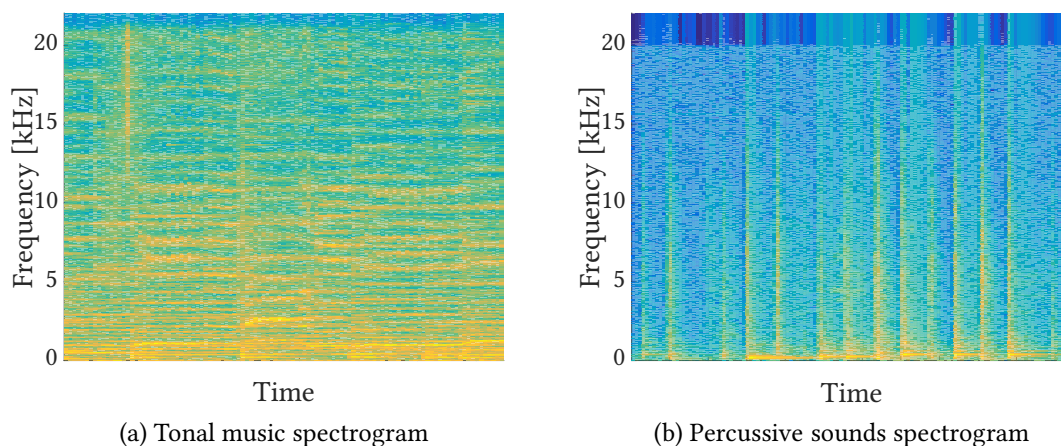 20
15
10
5
0
Frequency [kHz]
Time
(a) Tonal music spectrogram
20
15
10
5
0
Frequency [kHz]
Time
(b) Percussive sounds spectrogram